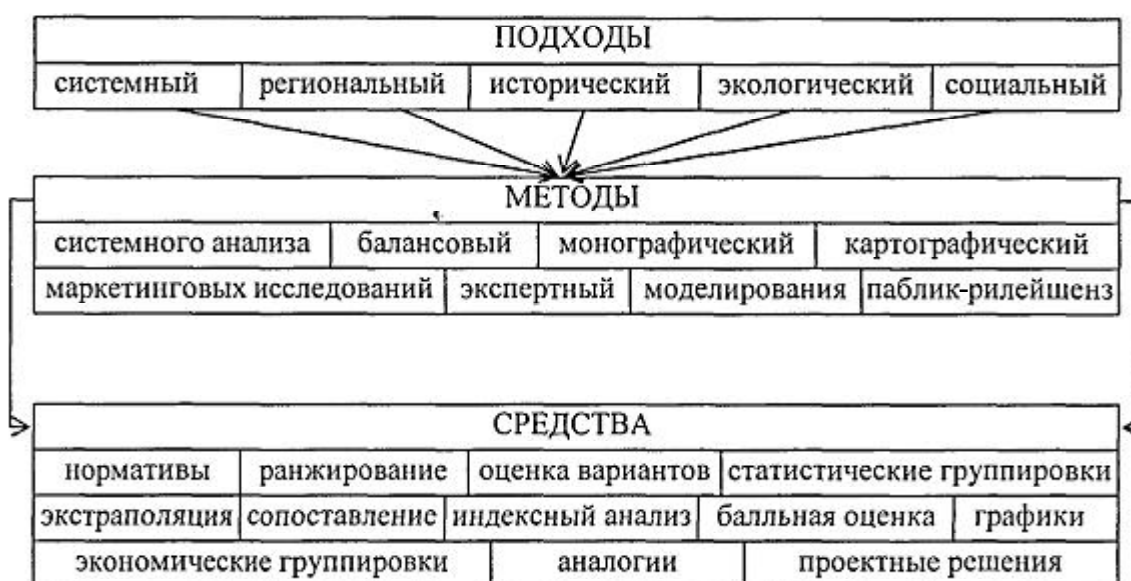 ПОДХОДЫ
системный региональный исторический экологический социальный
МЕТОДЫ
системного анализа балансовый монографический картографический
маркетинговых исследований экспертный моделирования паблик-рилейшенз
СРЕДСТВА
нормативы ранжирование оценка вариантов статистические группировки
экстраполяция сопоставление индексный анализ балльная оценка графики
экономические группировки аналогии проектные решения